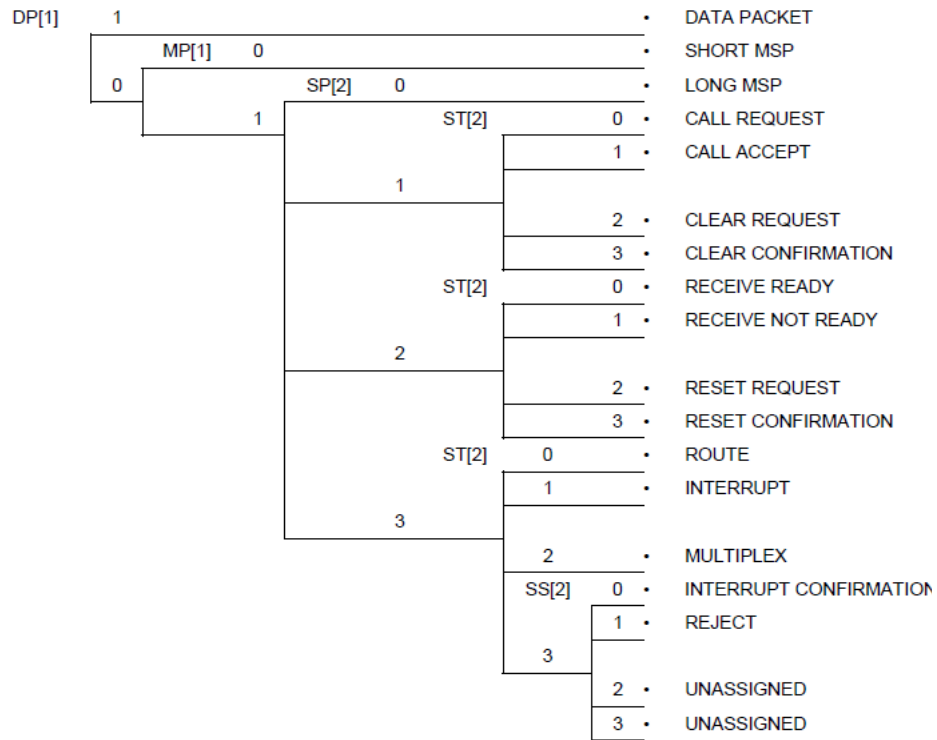 DP[1] 1 • DATA PACKET
MP[1] 0 • SHORT MSP
0 SP[2] 0 • LONG MSP
1 ST[2] 0 • CALL REQUEST
1 • CALL ACCEPT
1
2 • CLEAR REQUEST
3 • CLEAR CONFIRMATION
ST[2] 0 • RECEIVE READY
1 • RECEIVE NOT READY
2
2 • RESET REQUEST
3 • RESET CONFIRMATION
ST[2] 0 • ROUTE
1 • INTERRUPT
3
2 • MULTIPLEX
SS[2] 0 • INTERRUPT CONFIRMATION
1 • REJECT
3
2 • UNASSIGNED
3 • UNASSIGNED